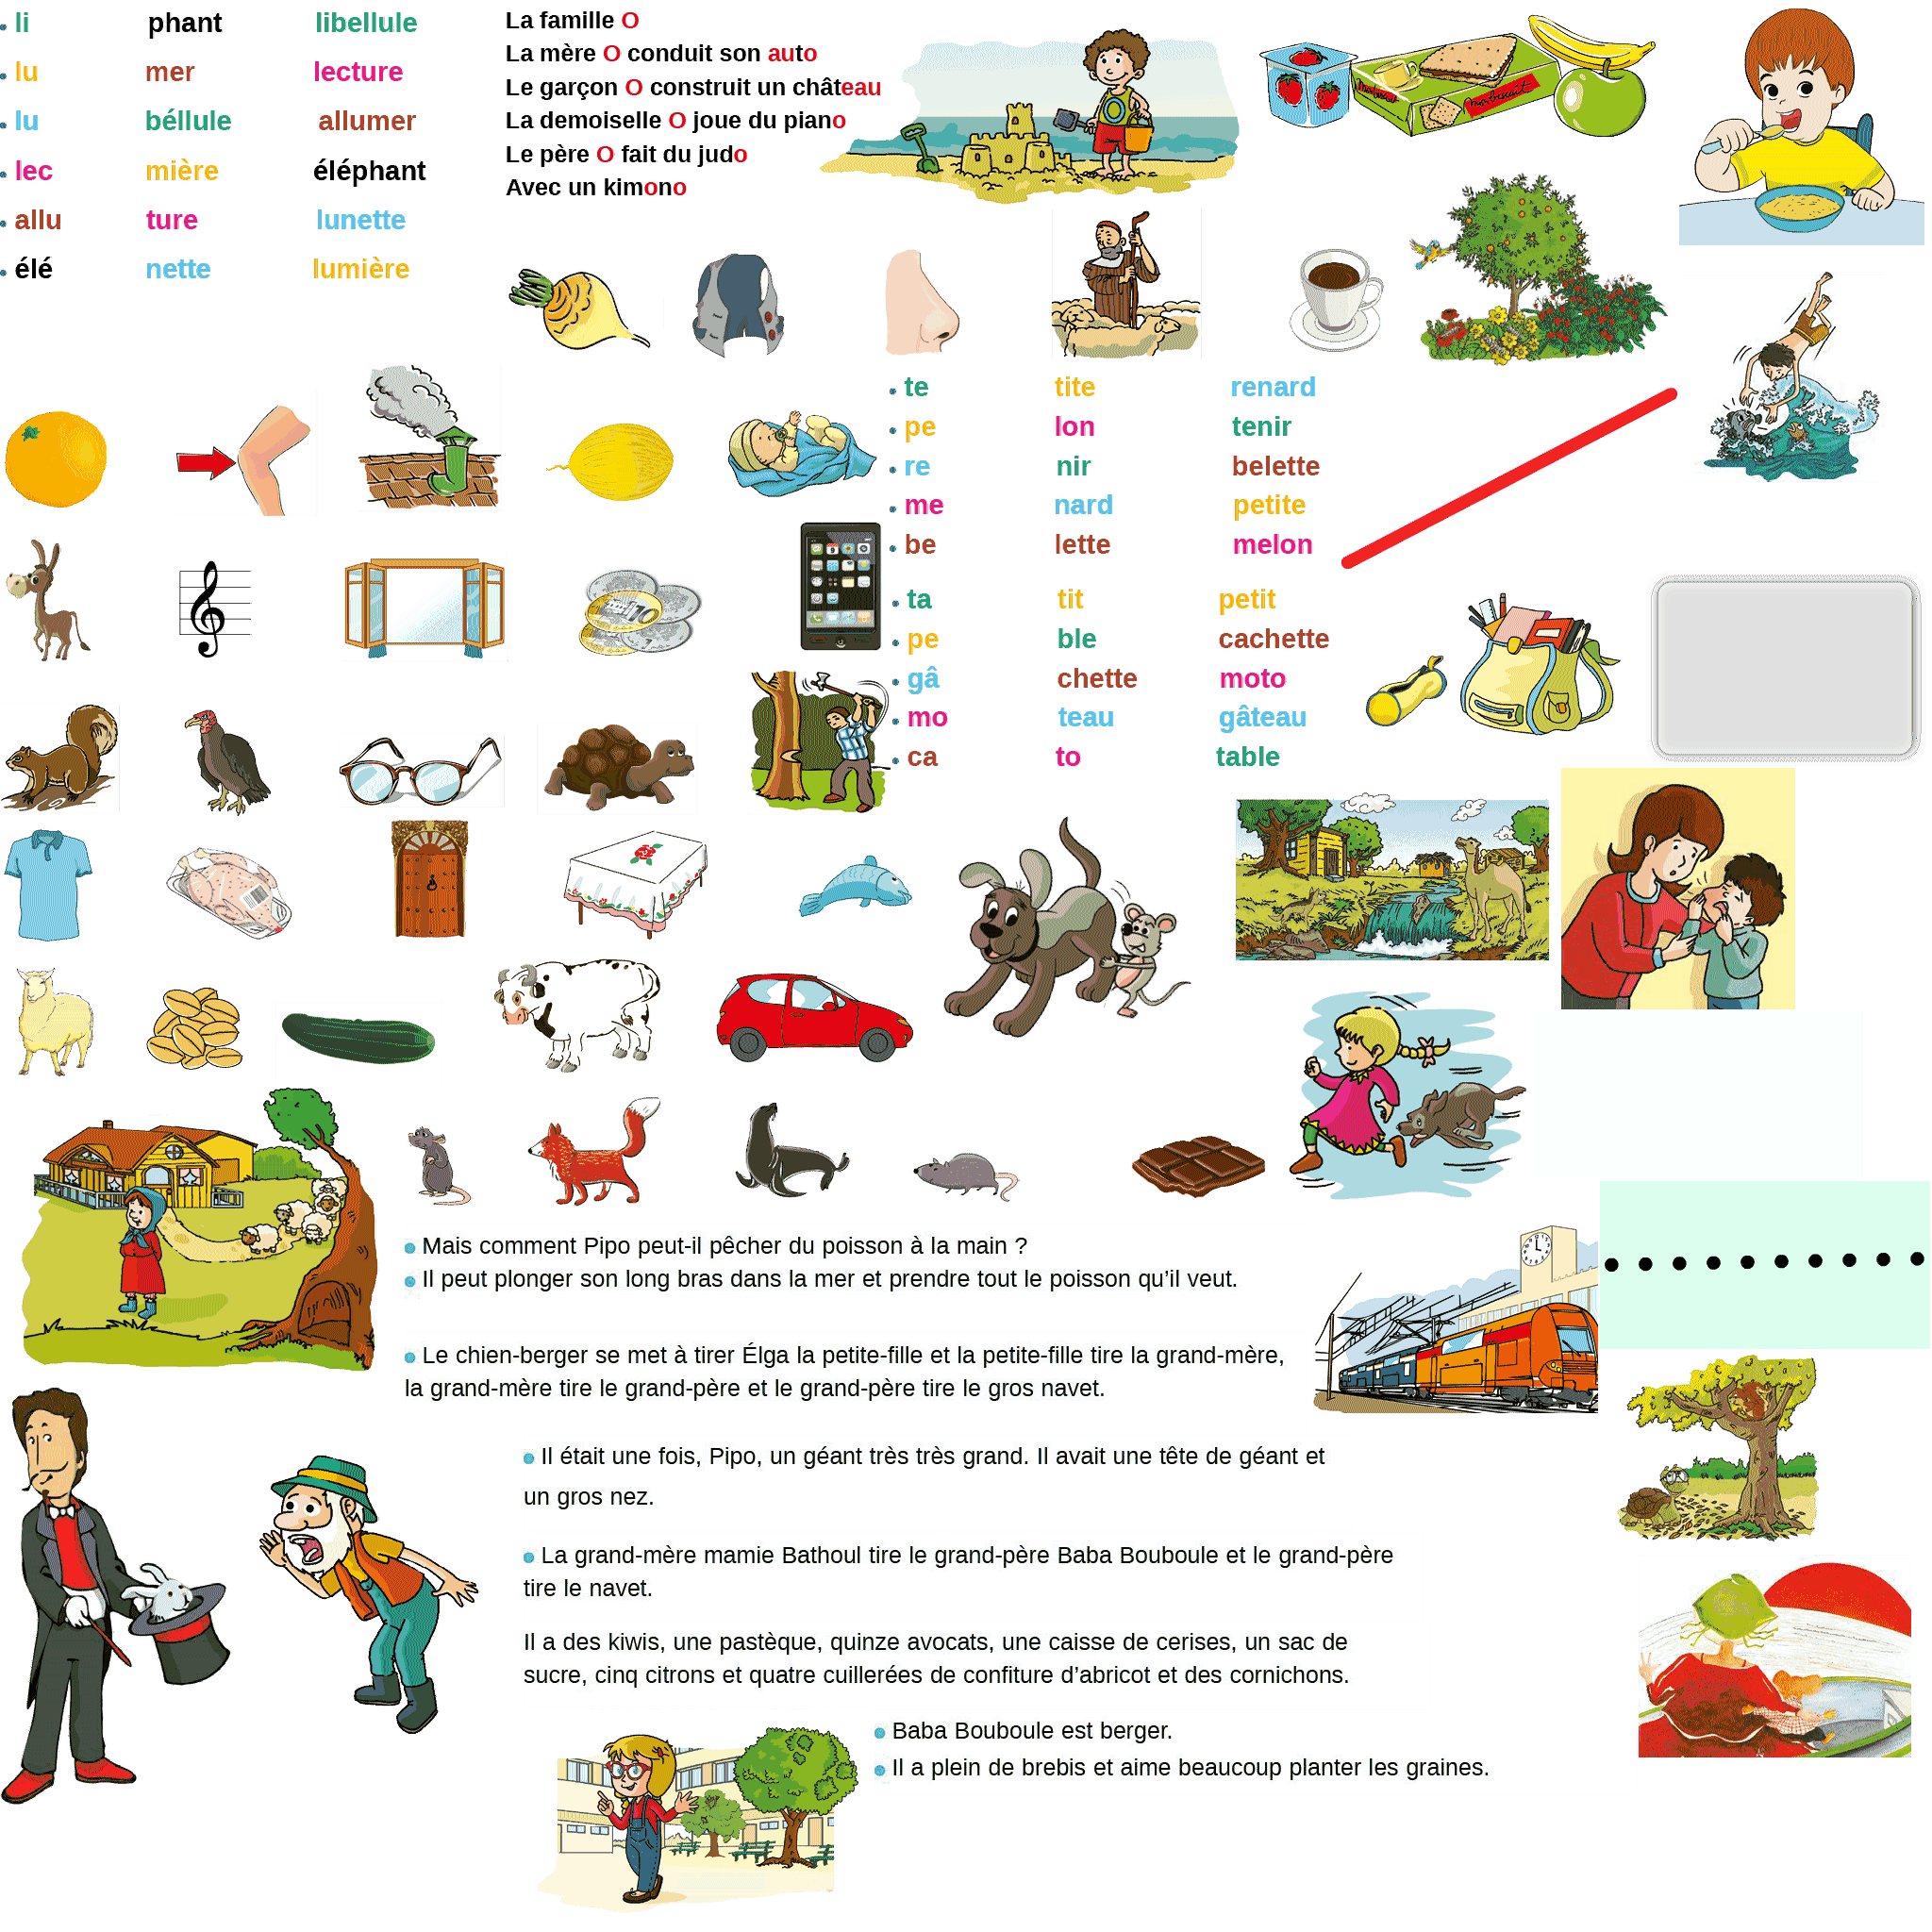 li phant libellule
lu mer lecture
lu béllule allumer
lec mière éléphant
allu ture lunette
élé nette lumière
La famille O
La mère O conduit son auto
Le garçon O construit un château
La demoiselle O joue du piano
Le père O fait du judo
Avec un kimono
mon biscuit
te tite renard
pe lon tenir
re nir belette
me nard petite
be lette melon
ta tit petit
pe ble cachette
gâ chette moto
mo teau gâteau
ca to table
10
Mais comment Pipo peut-il pêcher du poisson à la main ?
Il peut plonger son long bras dans la mer et prendre tout le poisson qu’il veut.
Le chien-berger se met à tirer Élga la petite-fille et la petite-fille tire la grand-mère,
la grand-mère tire le grand-père et le grand-père tire le gros navet.
Il était une fois, Pipo, un géant très très grand. Il avait une tête de géant et
un gros nez.
La grand-mère mamie Bathoul tire le grand-père Baba Bouboule et le grand-père
tire le navet.
Il a des kiwis, une pastèque, quinze avocats, une caisse de cerises, un sac de
sucre, cinq citrons et quatre cuillerées de confiture d’abricot et des cornichons.
Baba Bouboule est berger.
Il a plein de brebis et aime beaucoup planter les graines.